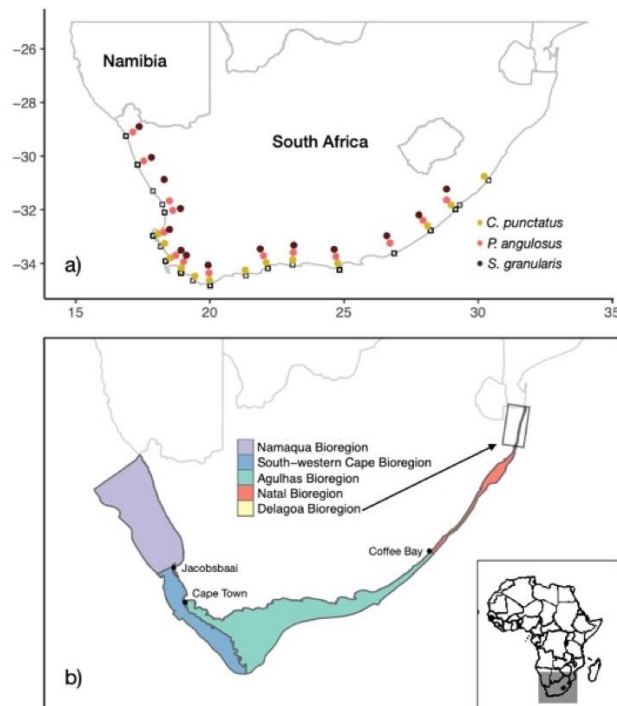 Namibia
South Africa
C. punctatus
P. angulosus
S. granularis
a)
−26
−28
−30
−32
−34
15
20
25
30
35
Namaqua Bioregion
South−western Cape Bioregion
Agulhas Bioregion
Natal Bioregion
Delagoa Bioregion
Coffee Bay
Jacobsbaai
Cape Town
b)